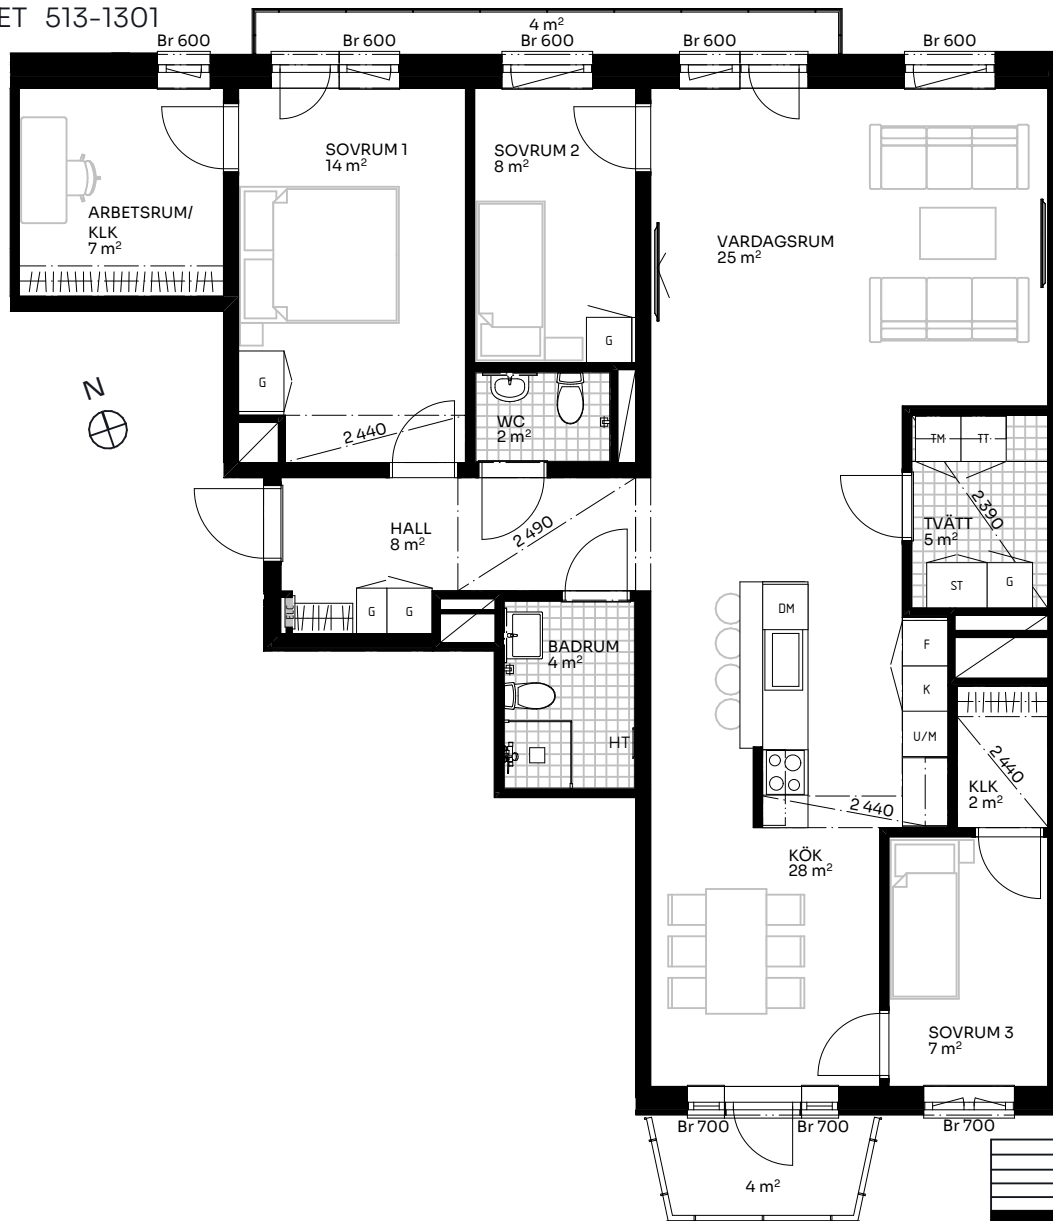 ET 513-1301
4 m²
Br 600
Br 600
Br 600
Br 600
Br 600
SOVRUM 1
14 m²
SOVRUM 2
8 m²
ARBETSRUM/
KLK
7 m²
VARDAGSRUM
25 m²
G
G
N
2 440
WC
2 m²
TM
TT
2 390
TVÄTT
5 m²
ST
G
HALL
8 m²
2 490
G
G
DM
BADRUM
4 m²
HT
F
K
U/M
2 440
KLK
2 m²
2 440
KÖK
28 m²
SOVRUM 3
7 m²
Br 700
Br 700
Br 700
4 m²